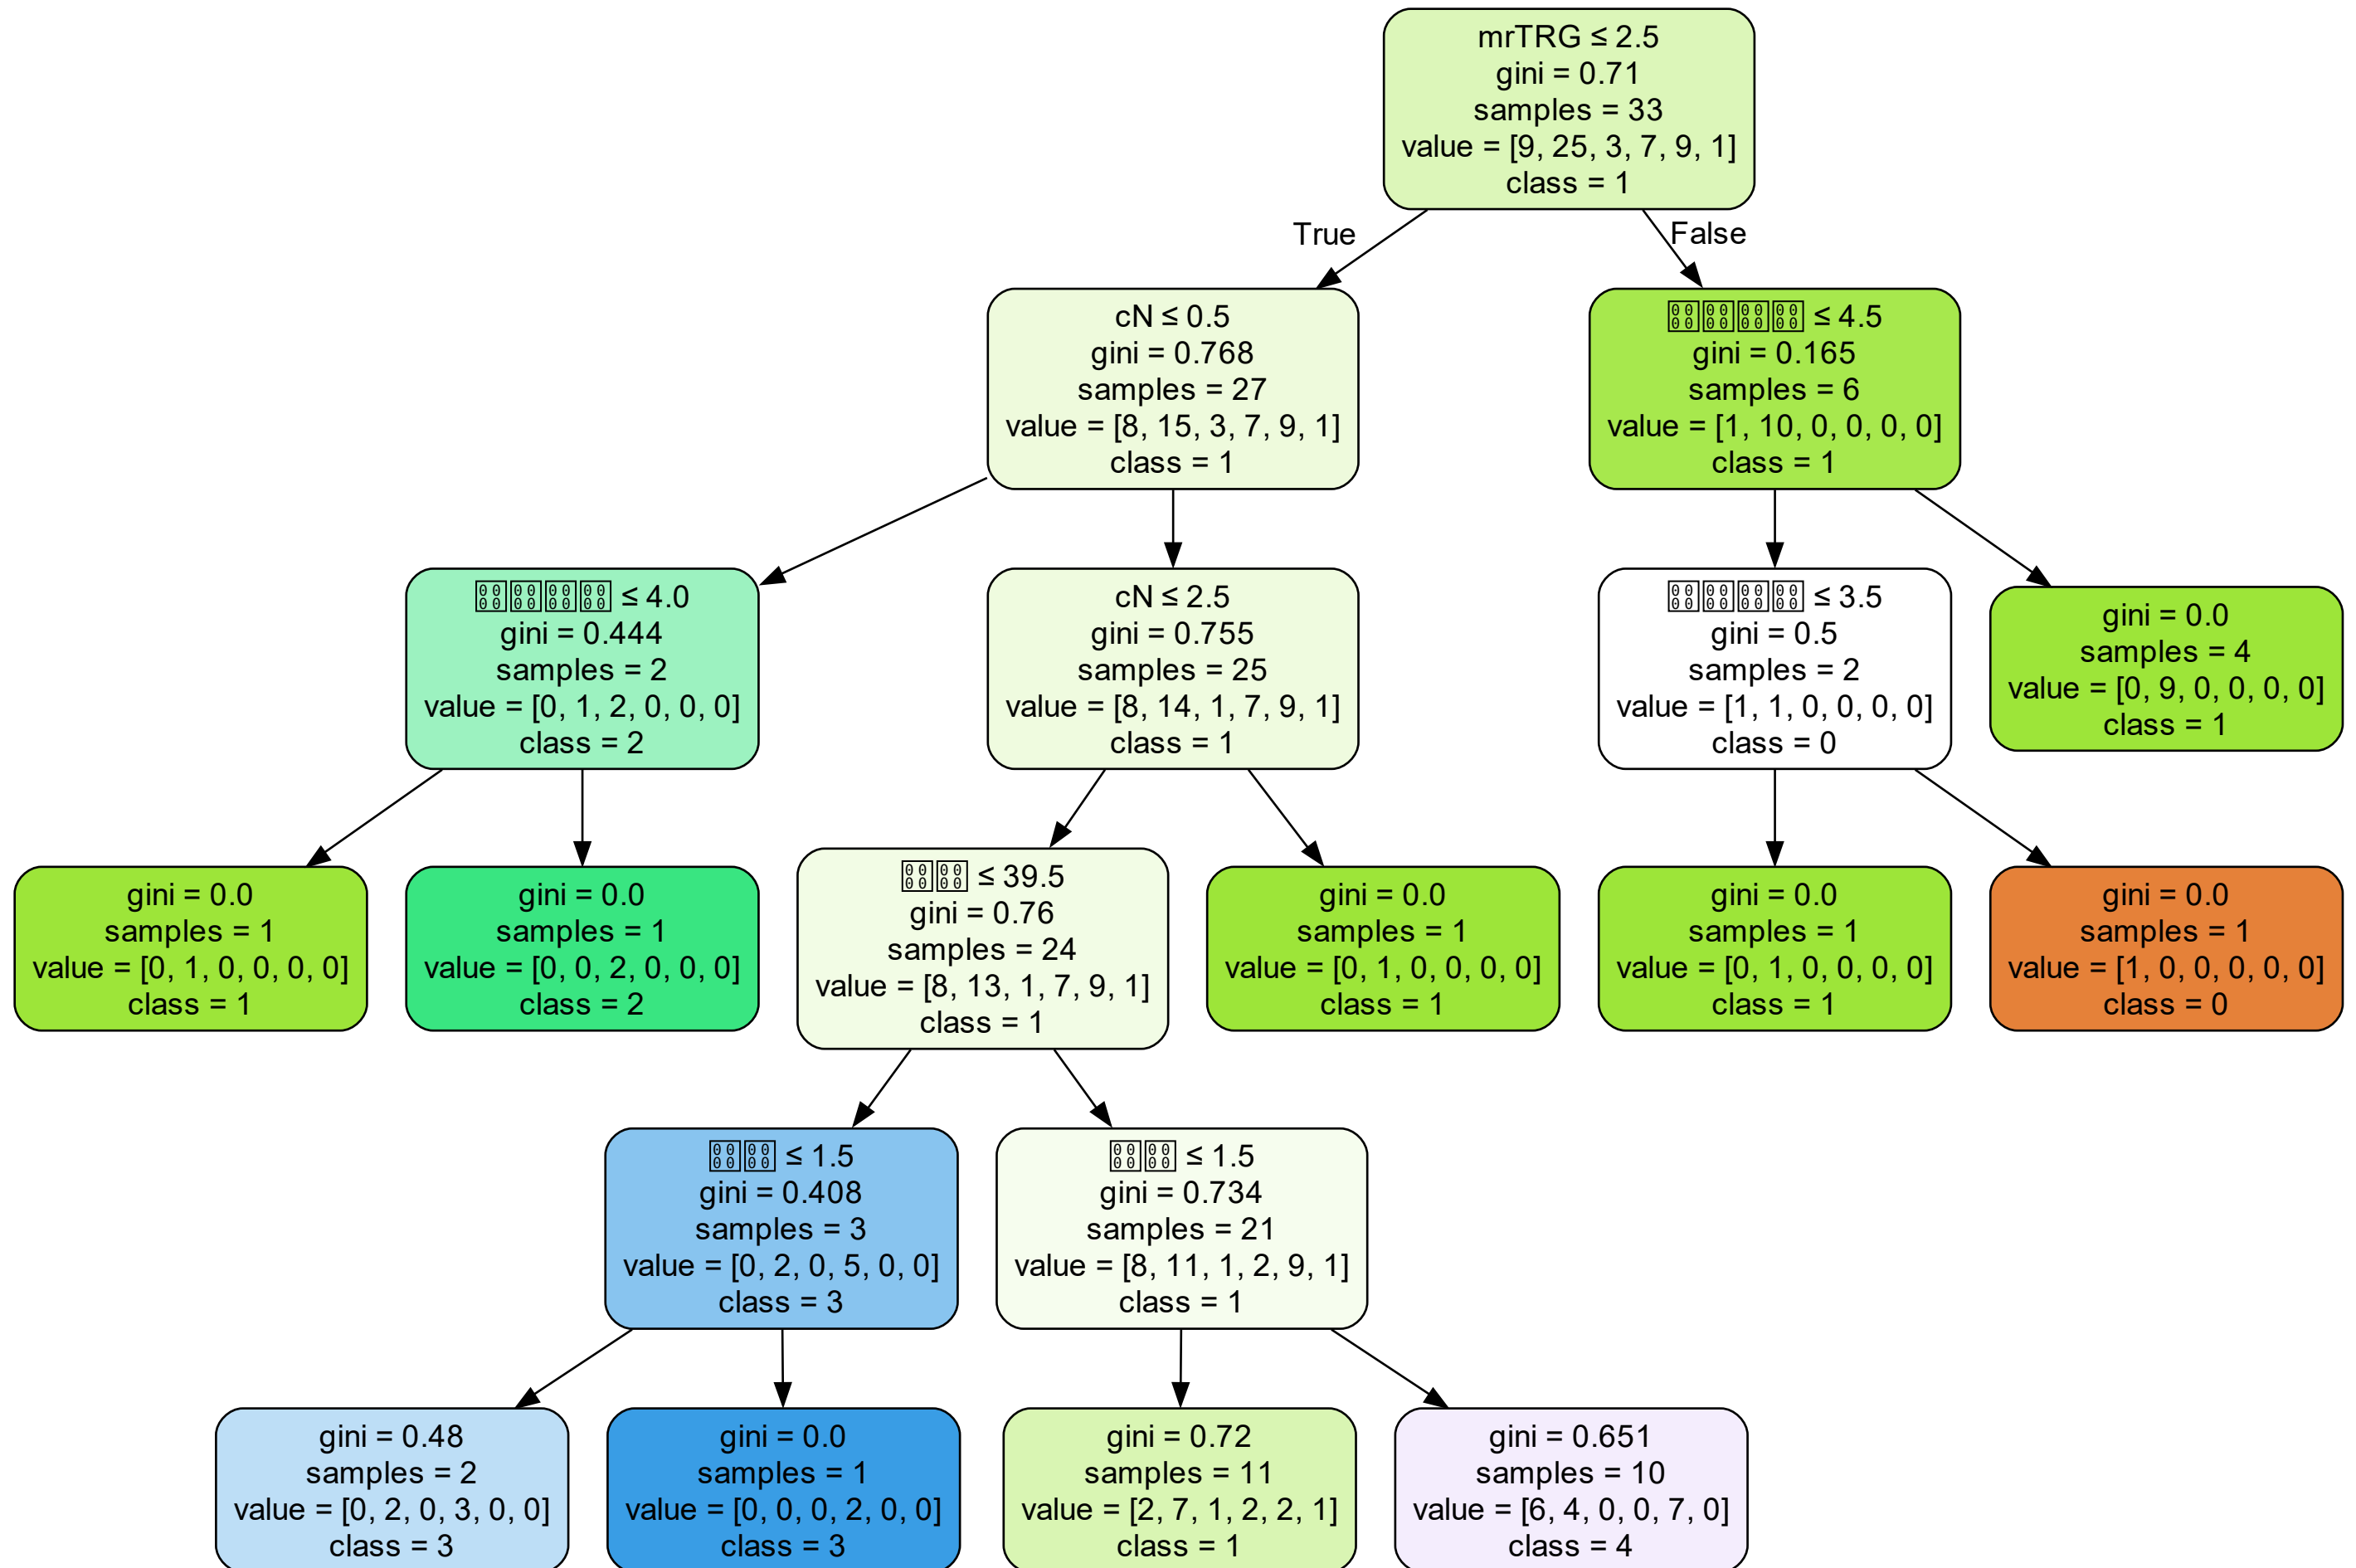 mrTRG ≤ 2.5
gini = 0.71
samples = 33
value = [9, 25, 3, 7, 9, 1]
class = 1
True
False
cN ≤ 0.5
gini = 0.768
samples = 27
value = [8, 15, 3, 7, 9, 1]
class = 1
≤ 4.5
gini = 0.165
samples = 6
value = [1, 10, 0, 0, 0, 0]
class = 1
≤ 4.0
gini = 0.444
samples = 2
value = [0, 1, 2, 0, 0, 0]
class = 2
cN ≤ 2.5
gini = 0.755
samples = 25
value = [8, 14, 1, 7, 9, 1]
class = 1
≤ 3.5
gini = 0.5
samples = 2
value = [1, 1, 0, 0, 0, 0]
class = 0
gini = 0.0
samples = 4
value = [0, 9, 0, 0, 0, 0]
class = 1
gini = 0.0
samples = 1
value = [0, 1, 0, 0, 0, 0]
class = 1
gini = 0.0
samples = 1
value = [0, 0, 2, 0, 0, 0]
class = 2
≤ 39.5
gini = 0.76
samples = 24
value = [8, 13, 1, 7, 9, 1]
class = 1
gini = 0.0
samples = 1
value = [0, 1, 0, 0, 0, 0]
class = 1
gini = 0.0
samples = 1
value = [0, 1, 0, 0, 0, 0]
class = 1
gini = 0.0
samples = 1
value = [1, 0, 0, 0, 0, 0]
class = 0
≤ 1.5
gini = 0.408
samples = 3
value = [0, 2, 0, 5, 0, 0]
class = 3
≤ 1.5
gini = 0.734
samples = 21
value = [8, 11, 1, 2, 9, 1]
class = 1
gini = 0.48
samples = 2
value = [0, 2, 0, 3, 0, 0]
class = 3
gini = 0.0
samples = 1
value = [0, 0, 0, 2, 0, 0]
class = 3
gini = 0.72
samples = 11
value = [2, 7, 1, 2, 2, 1]
class = 1
gini = 0.651
samples = 10
value = [6, 4, 0, 0, 7, 0]
class = 4